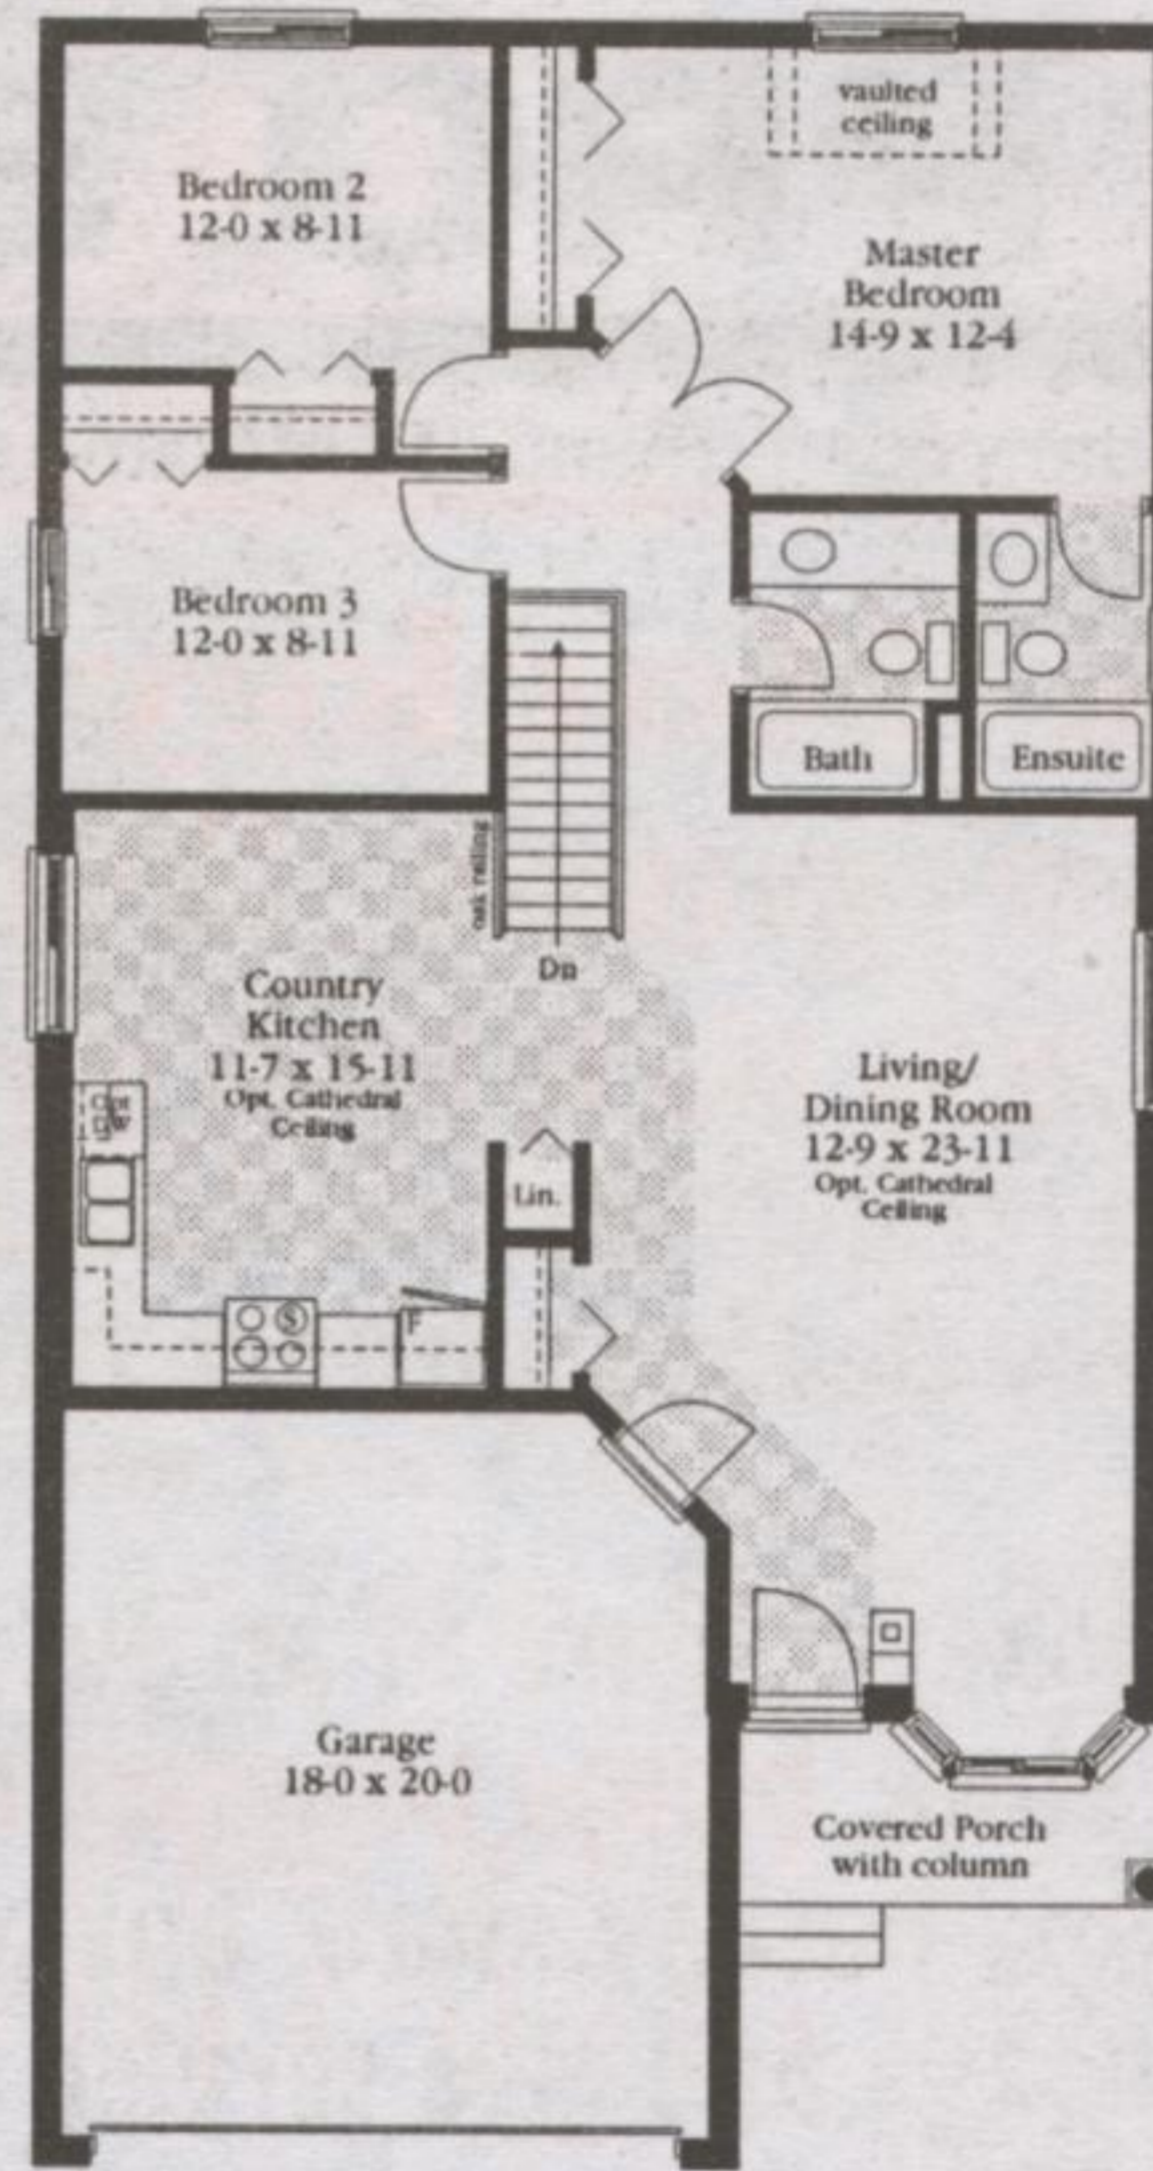 vaulted
ceiling
Bedroom 2
12-0 x 8-11
Master
Bedroom
14-9 x 12-4
Bedroom 3
12-0 x 8-11
Bath
Ensuite
oak railing
Dn
Country
Kitchen
11-7 x 15-11
Opt. Cathedral
Ceiling
Living/
Dining Room
12-9 x 23-11
Opt. Cathedral
Ceiling
Opt
DW
Lin.
S
F
Garage
18-0 x 20-0
Covered Porch
with column